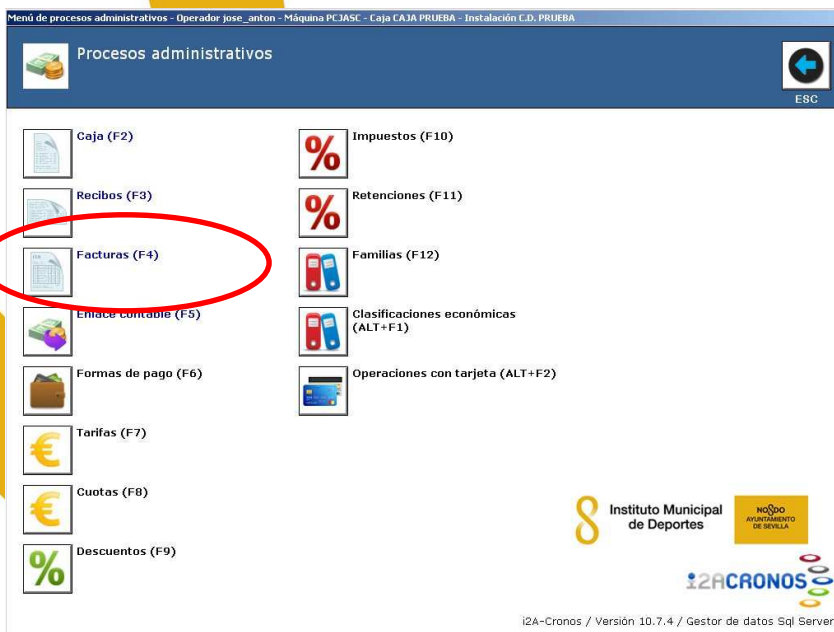 Menú de procesos administrativos - Operador jose_anton - Máquina PCJASC - Caja CAJA PRUEBA - Instalación C.D. PRUEBA
Procesos administrativos
ESC
Caja (F2)
Recibos (F3)
Facturas (F4)
Enlace contable (F5)
Formas de pago (F6)
Tarifas (F7)
Cuotas (F8)
Descuentos (F9)
Impuestos (F10)
Retenciones (F11)
Familias (F12)
Clasificaciones económicas
(ALT+F1)
Operaciones con tarjeta (ALT+F2)
Instituto Municipal
de Deportes
NO8DO
AYUNTAMIENTO
DE SEVILLA
i2ACRONOS
i2A-Cronos / Versión 10.7.4 / Gestor de datos Sql Server